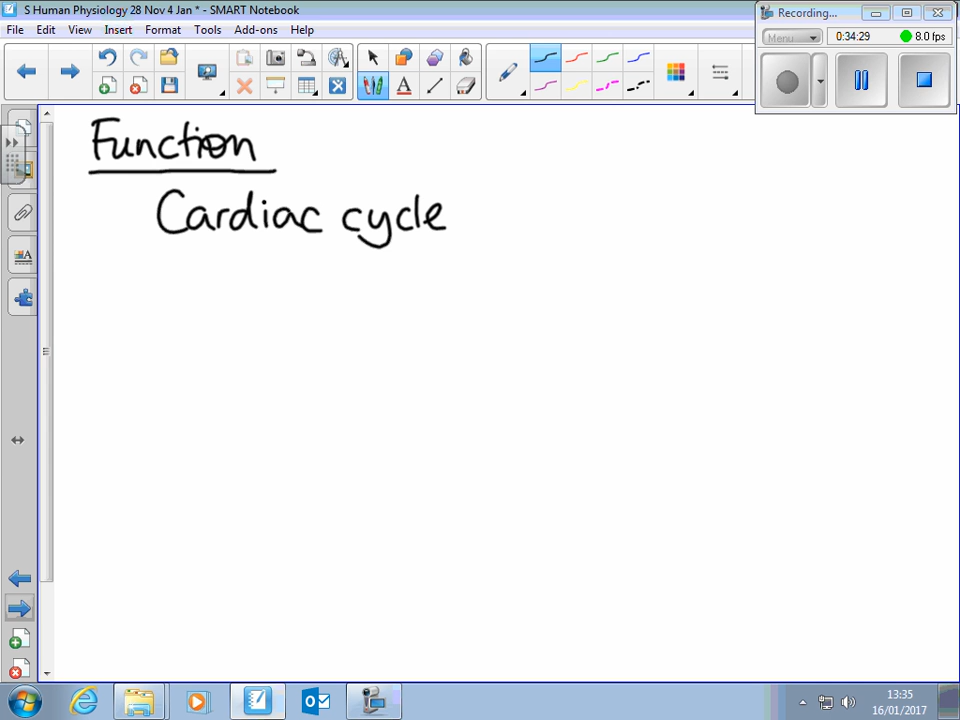 S Human Physiology 28 Nov 4 Jan * - SMART Notebook
Recording...
File Edit View Insert Format Tools Add-ons Help
Menu 0:34:29 8.0 fps
Function
Cardiac cycle
13:35
16/01/2017